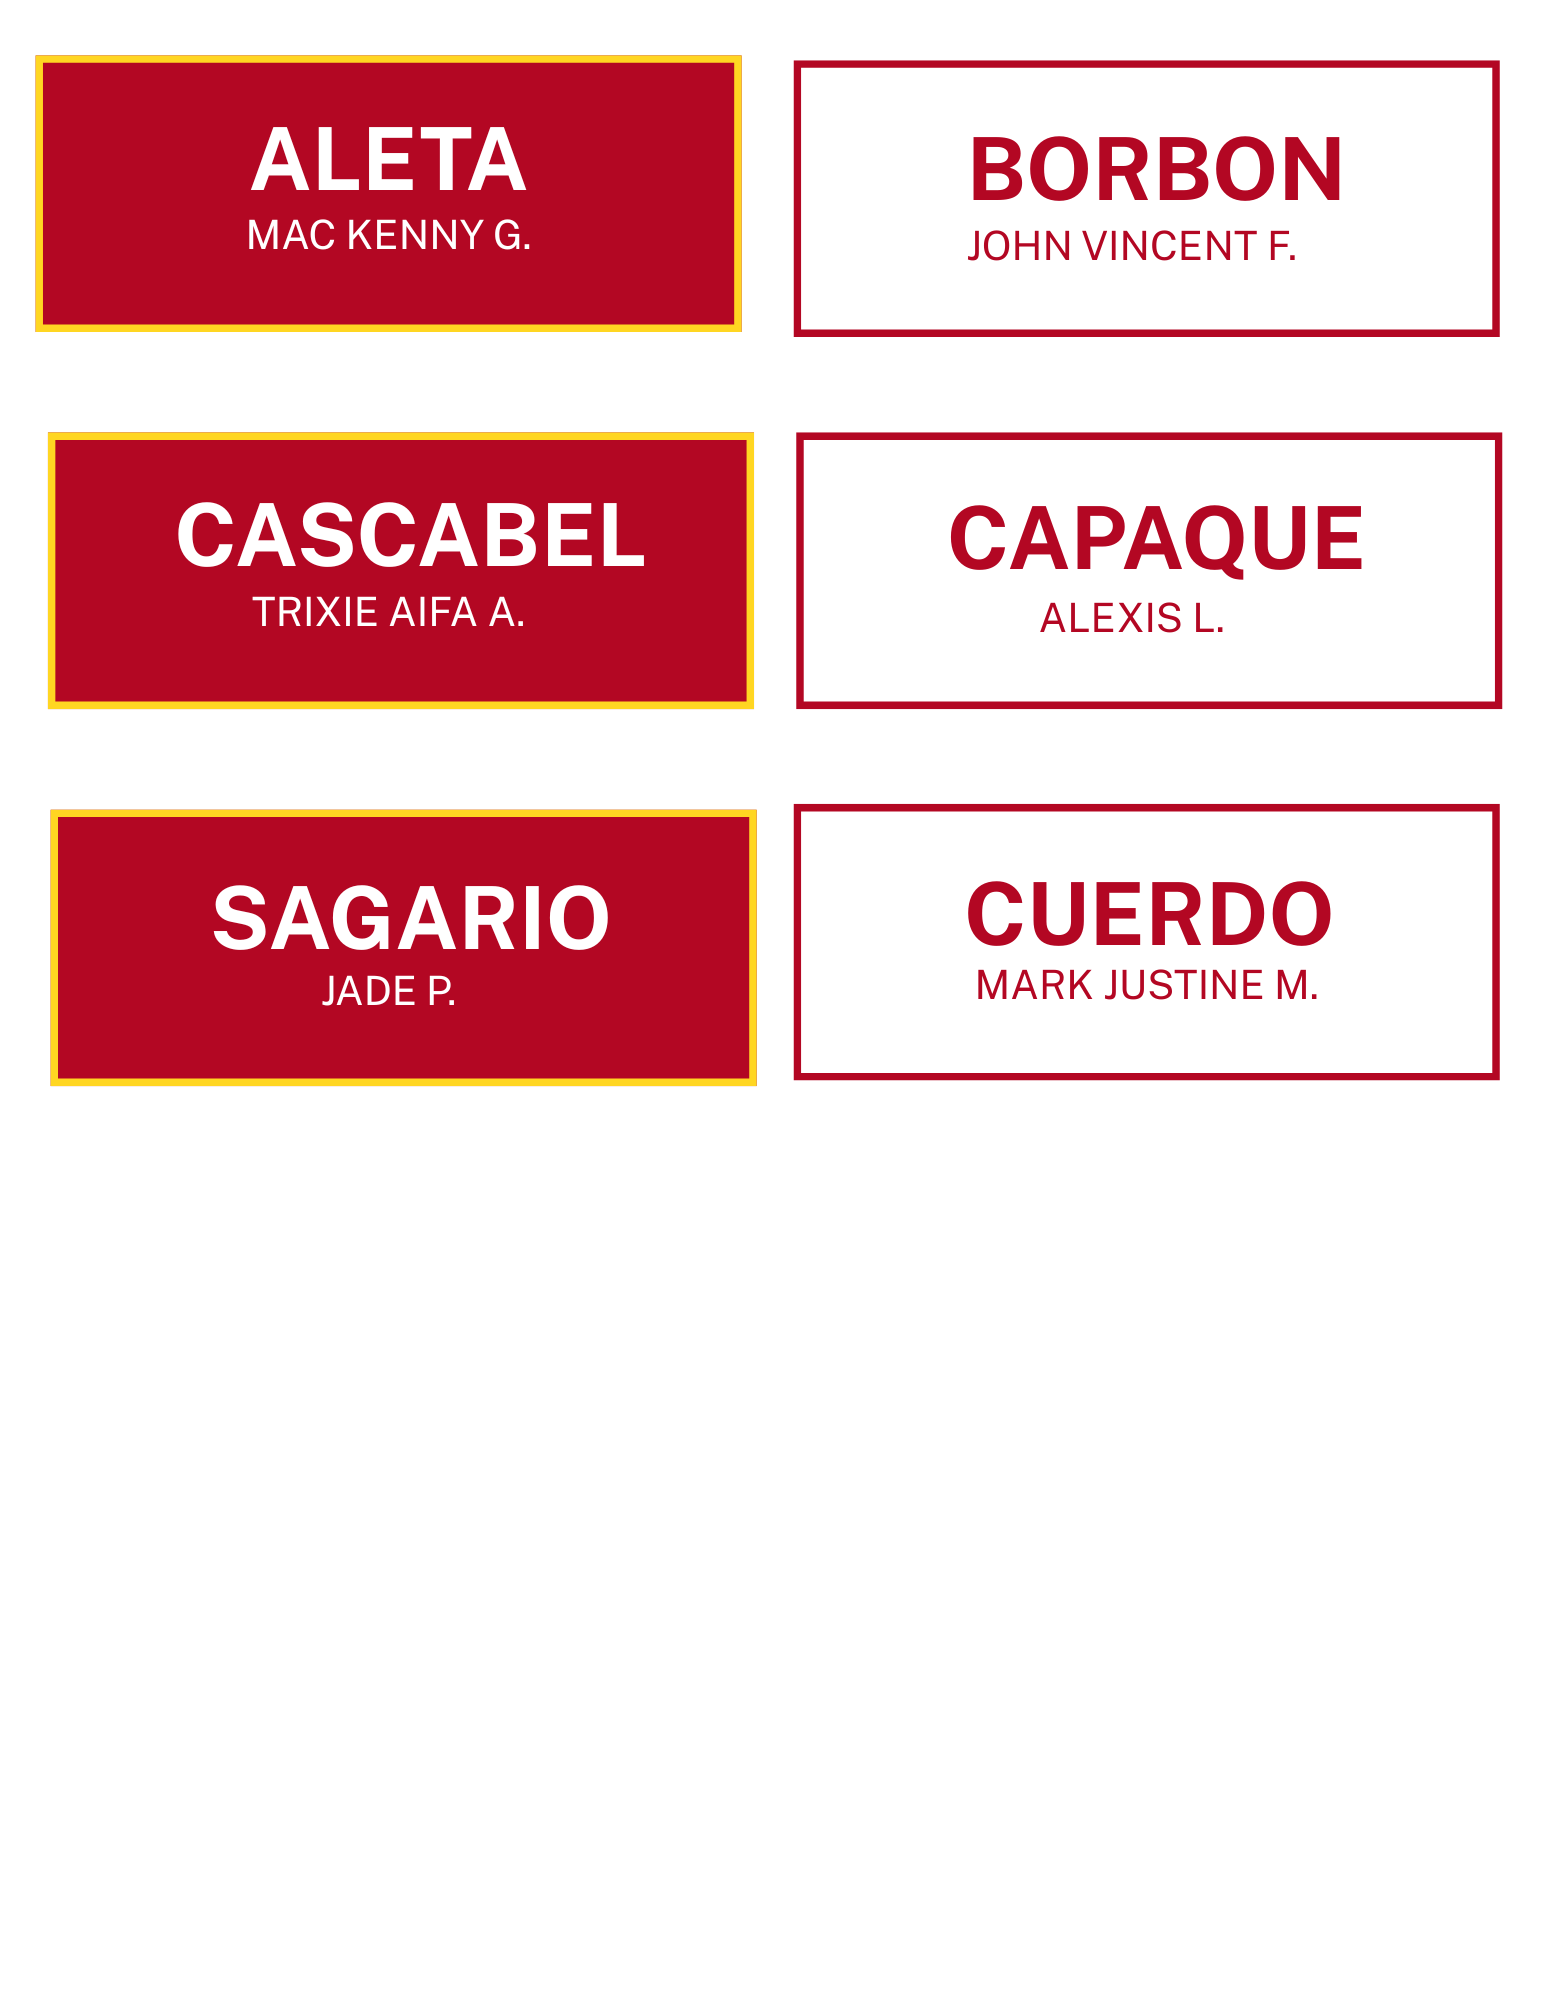 ALETA
MAC KENNY G.
BORBON
JOHN VINCENT F.
CASCABEL
TRIXIE AIFA A.
CAPAQUE
ALEXIS L.
SAGARIO
JADE P.
CUERDO
MARK JUSTINE M.